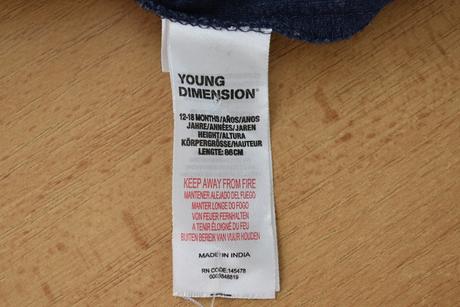 YOUNG
DIMENSION®
12-18 MONTHS/AÑOS/ANOS
JAHRE/ANNÉES/JAREN
HEIGHT/ALTURA
KÖRPERGRÖSSE/HAUTEUR
LENGTE: 86CM
KEEP AWAY FROM FIRE
MANTENER ALEJADO DEL FUEGO
MANTER LONGE DO FOGO
VON FEUER FERNHALTEN
A TENIR ÉLOIGNÉ DU FEU
BUITEN BEREIK VAN VUUR HOUDEN
MADE IN INDIA
RN CODE: 145478
0003848819